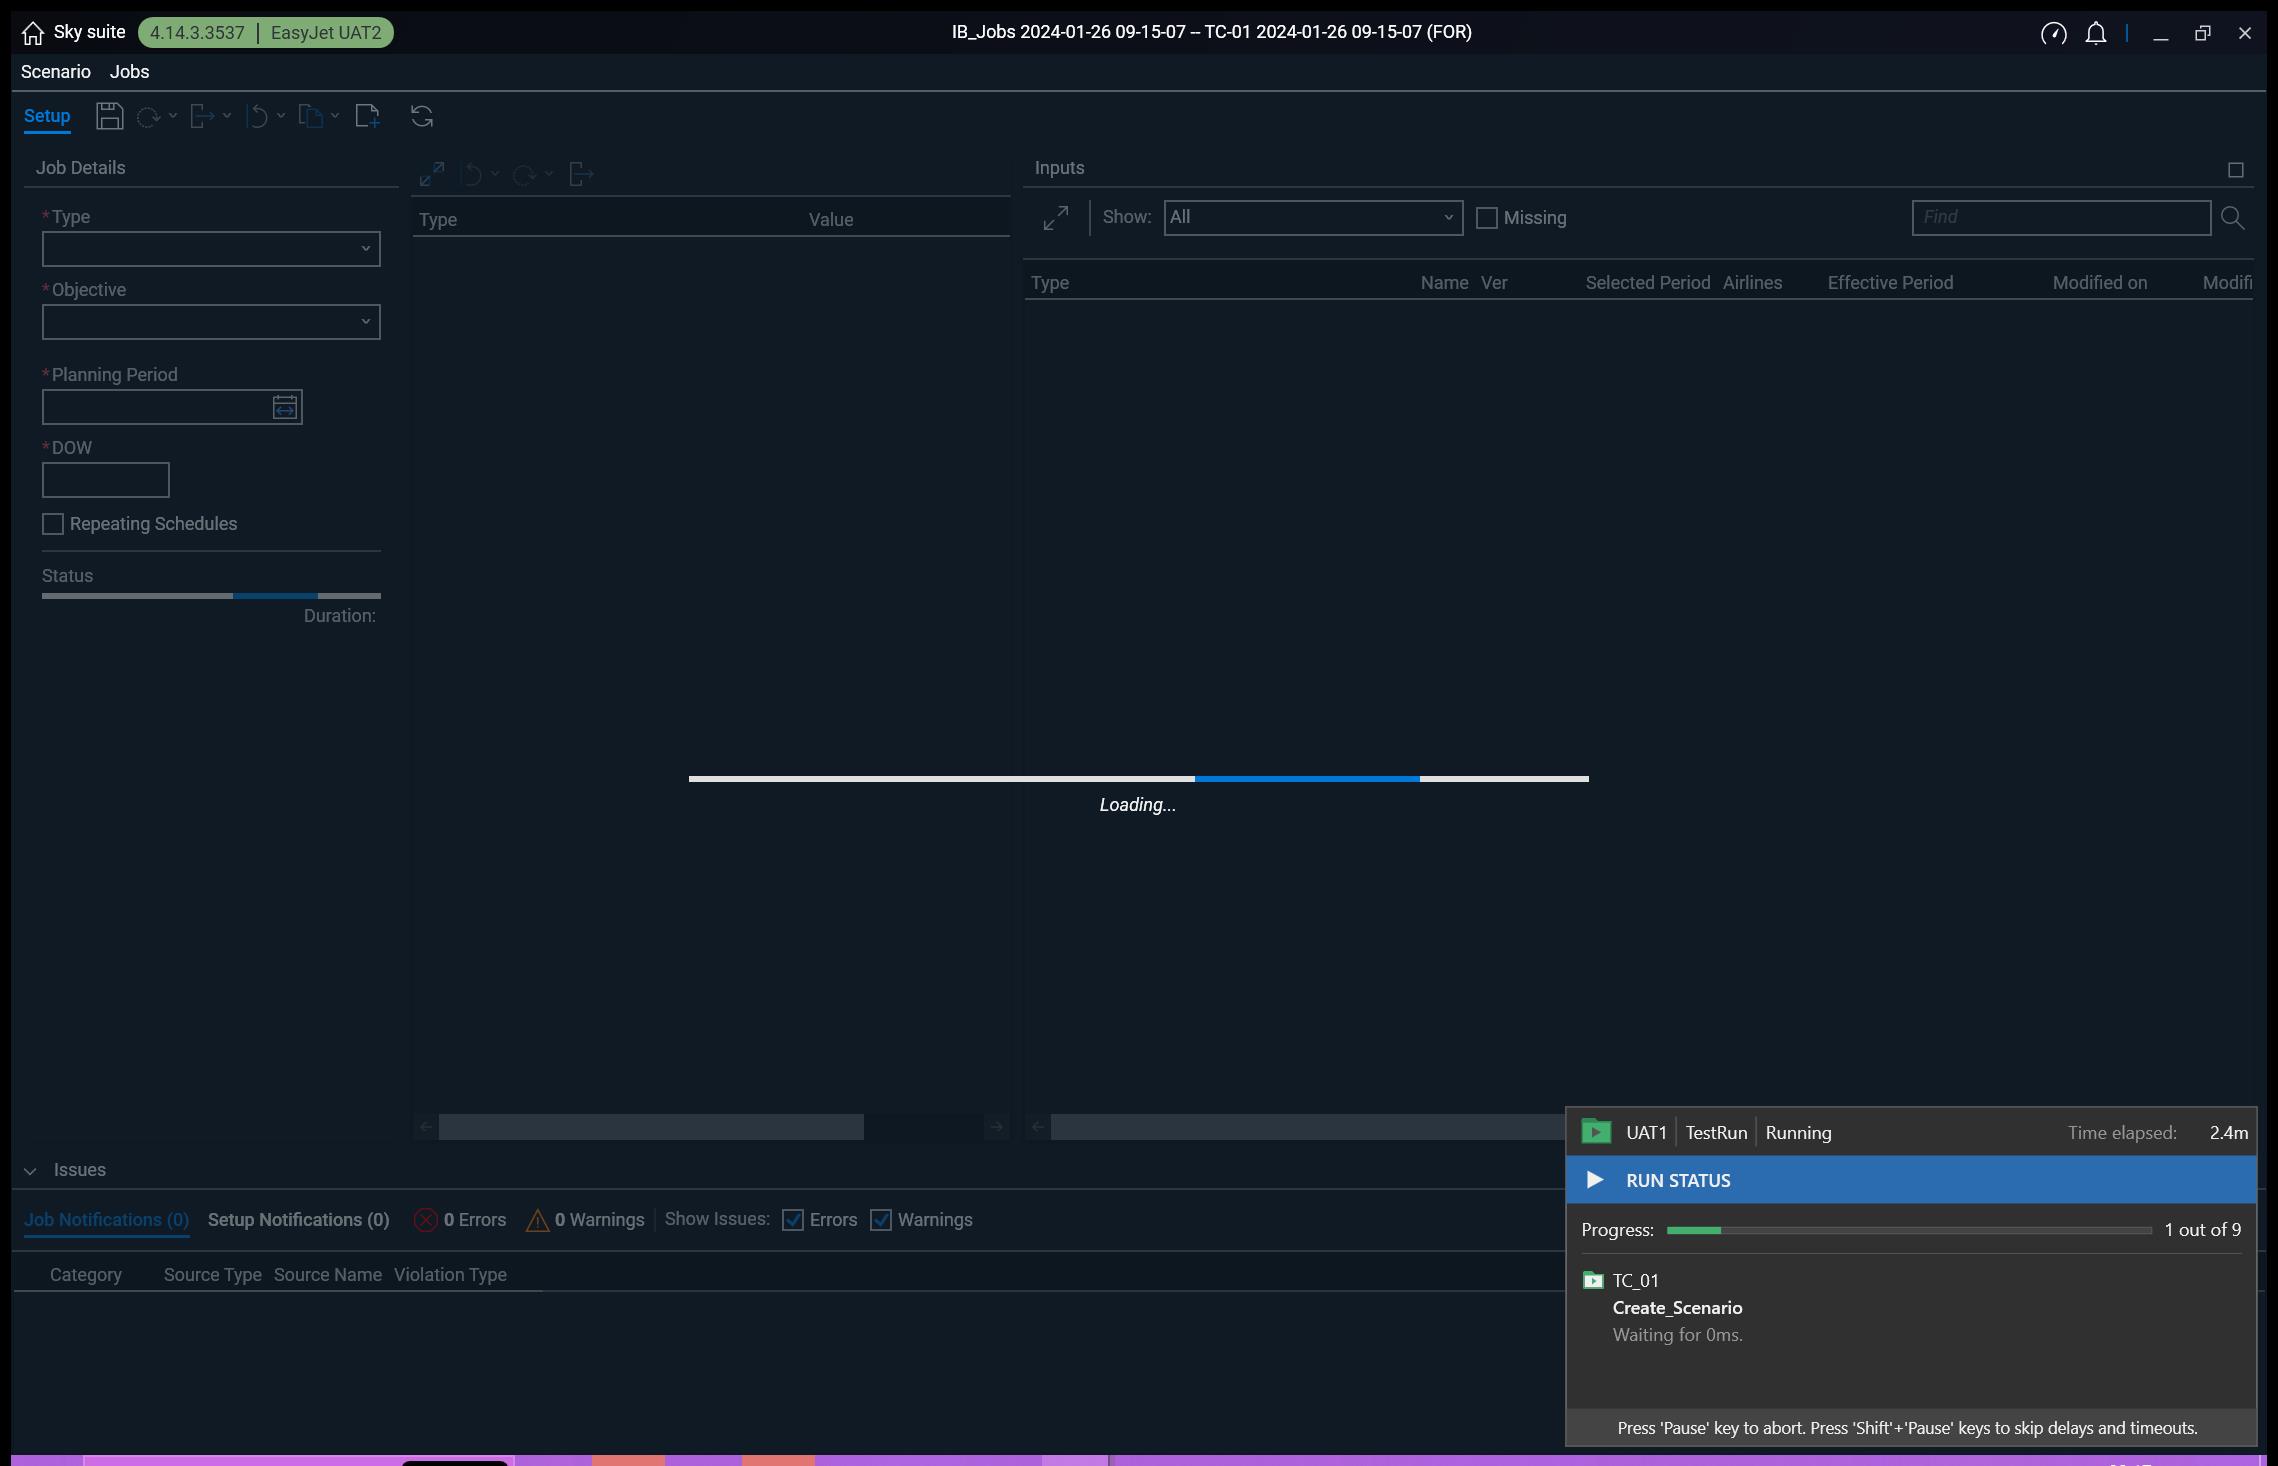 Sky suite 4.14.3.3537 | EasyJet UAT2 IB_Jobs 2024-01-26 09-15-07 -- TC-01 2024-01-26 09-15-07 (FOR)
Scenario Jobs
Setup
Job Details
*Type
*Objective
*Planning Period
*DOW
Repeating Schedules
Status
Duration:
Type Value
Inputs
Show: All Missing Find
Type Name Ver Selected Period Airlines Effective Period Modified on Modifi
Loading...
Issues
Job Notifications (0) Setup Notifications (0) 0 Errors 0 Warnings Show Issues: Errors Warnings
Category Source Type Source Name Violation Type
UAT1 TestRun Running Time elapsed: 2.4m
RUN STATUS
Progress: 1 out of 9
TC_01
Create_Scenario
Waiting for 0ms.
Press 'Pause' key to abort. Press 'Shift'+'Pause' keys to skip delays and timeouts.